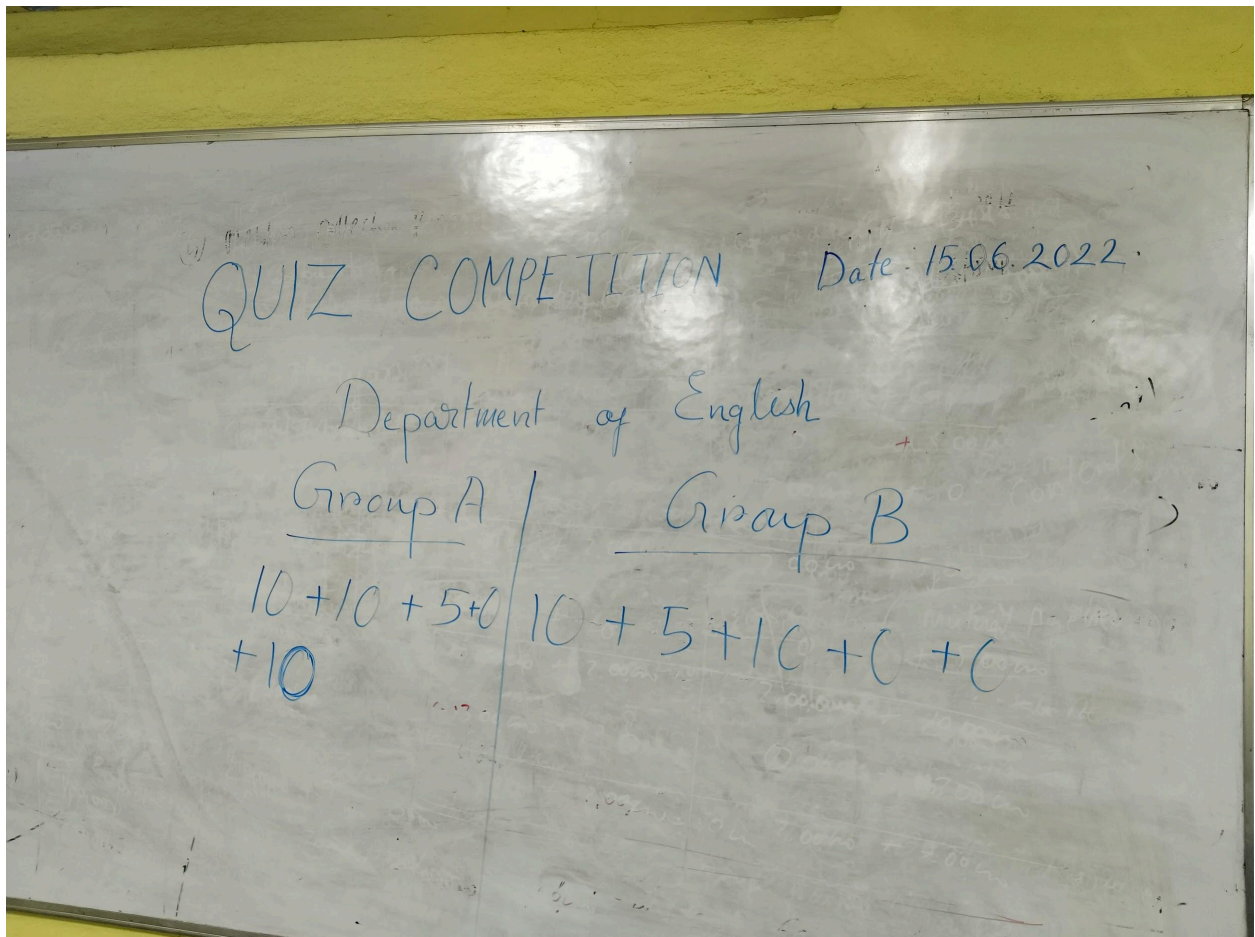 QUIZ COMPETITION Date. 15.06.2022.
Department of English
Group A Group B
10+10+5+0 10+5+10+0+0
+10